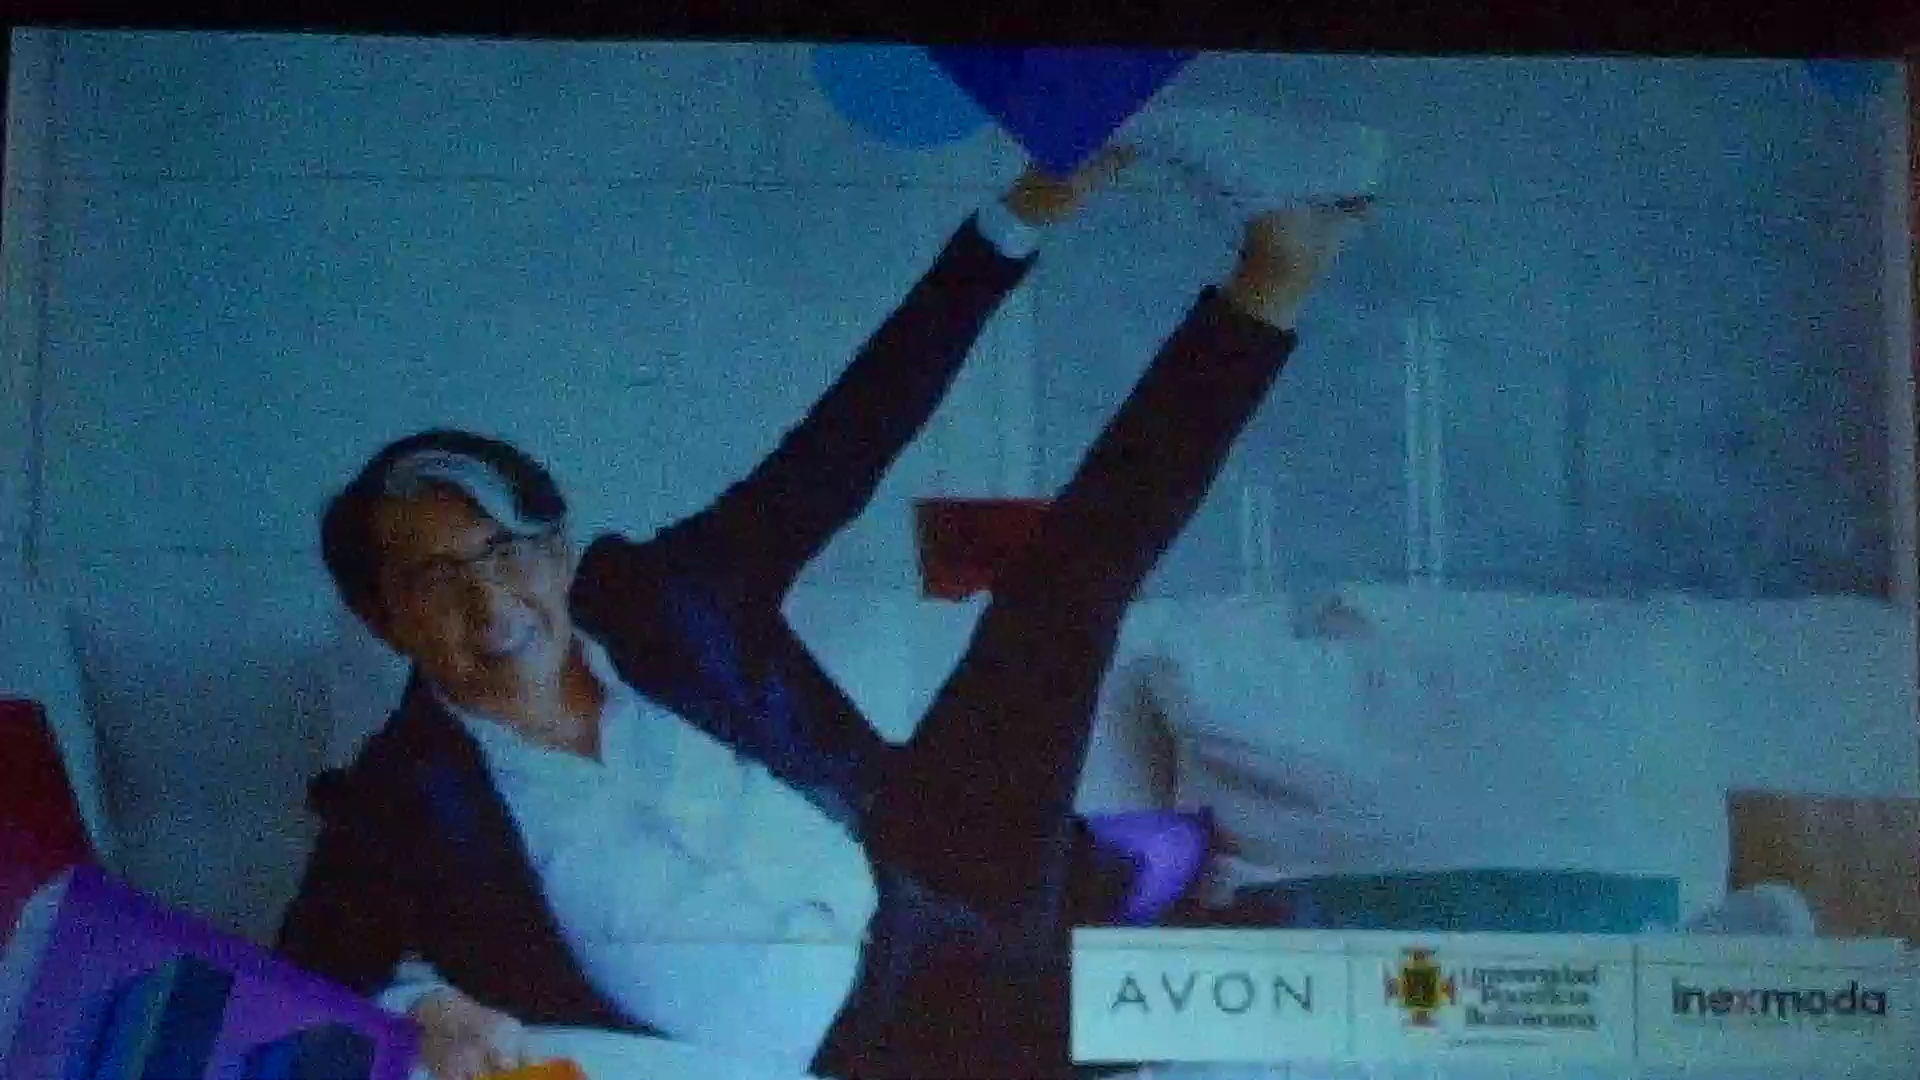 AVON
Universidad
Pontificia
Bolivariana
inexmoda